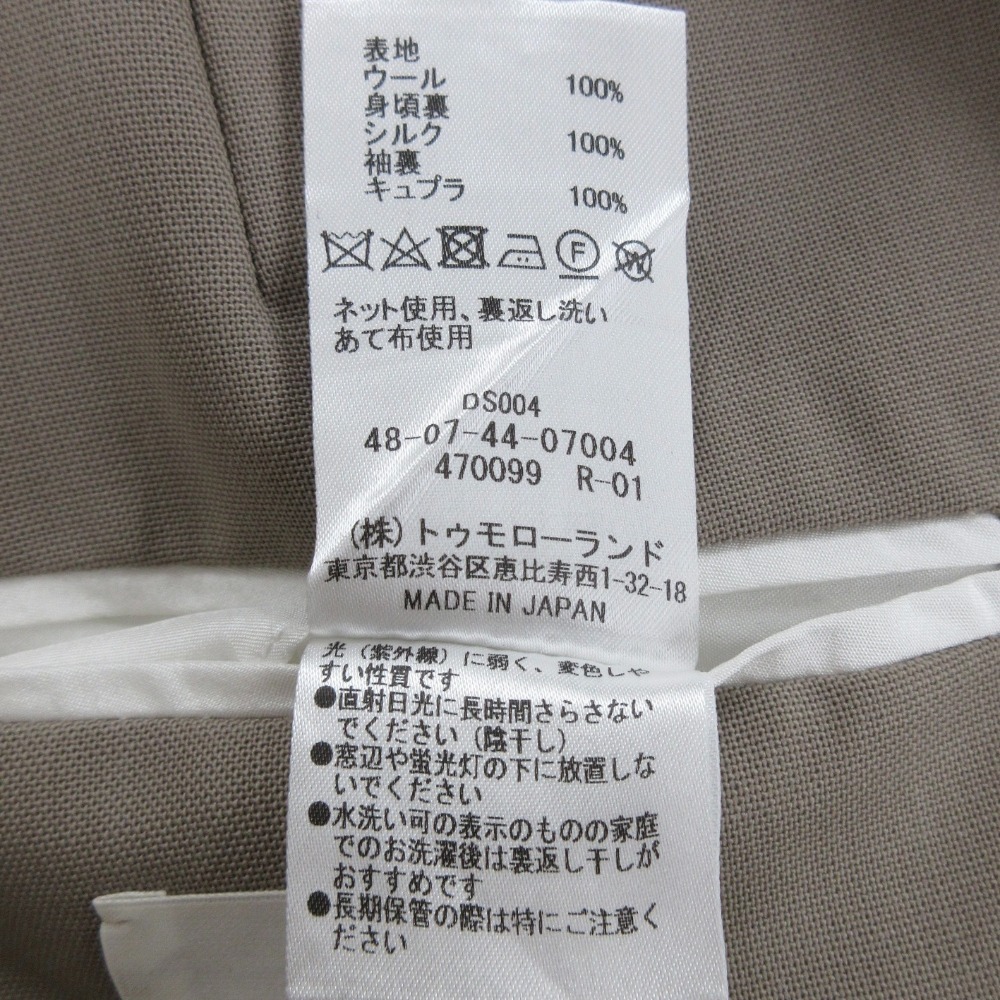 表地
ウール 100%
身頃裏
シルク 100%
袖裏
キュプラ 100%
F
W
ネット使用、裏返し洗い
あて布使用
DS004
48-07-44-07004
470099 R-01
(株)トゥモローランド
東京都渋谷区恵比寿西1-32-18
MADE IN JAPAN
光(紫外線)に弱く、変色しや
すい性質です
●直射日光に長時間さらさない
でください(陰干し)
●窓辺や蛍光灯の下に放置しな
いでください
●水洗い可の表示のものの家庭
でのお洗濯後は裏返し干しが
おすすめです
●長期保管の際は特にご注意く
ださい